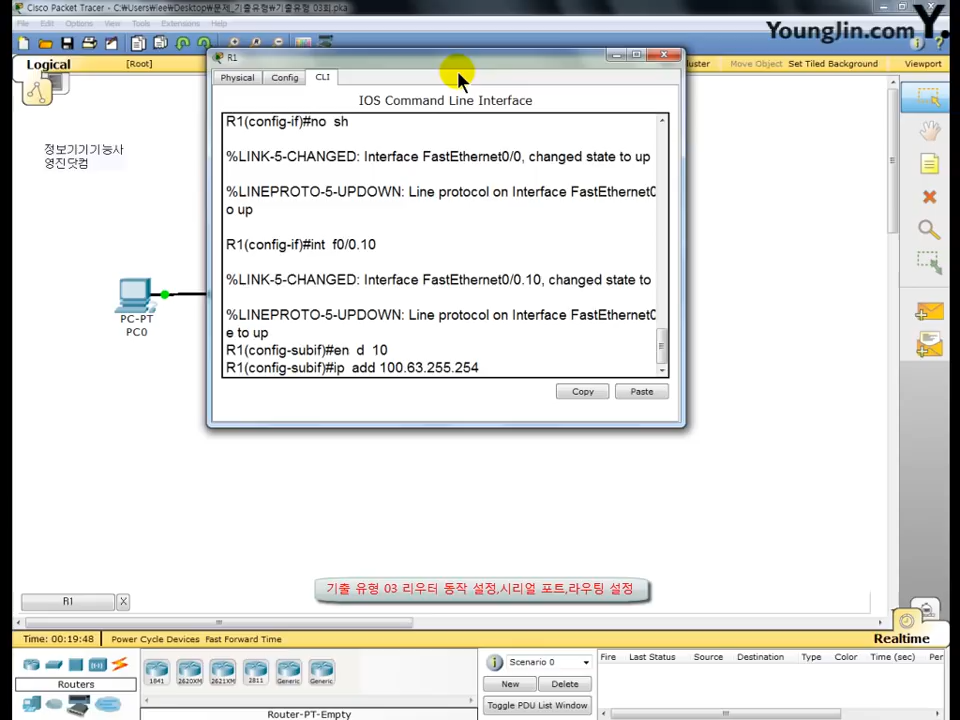 Cisco Packet Tracer - C:\Users\lee\Desktop\문제_기출유형\기출유형 03회.pka
File Edit Options View Tools Extensions Help
YoungJin.com Y.
Logical
[Root]
Cluster
Move Object
Set Tiled Background
Viewport
R1
Physical
Config
CLI
IOS Command Line Interface
R1(config-if)#no sh
%LINK-5-CHANGED: Interface FastEthernet0/0, changed state to up
%LINEPROTO-5-UPDOWN: Line protocol on Interface FastEthernet0
o up
R1(config-if)#int f0/0.10
%LINK-5-CHANGED: Interface FastEthernet0/0.10, changed state to
%LINEPROTO-5-UPDOWN: Line protocol on Interface FastEthernet0
e to up
R1(config-subif)#en d 10
R1(config-subif)#ip add 100.63.255.254
Copy
Paste
정보기기기능사
영진닷컴
PC-PT
PC0
기출 유형 03 리우터 동작 설정,시리얼 포트,라우팅 설정
R1
X
Time: 00:19:48
Power Cycle Devices Fast Forward Time
Realtime
Routers
1841
2620XM
2621XM
2811
Generic
Generic
Router-PT-Empty
Scenario 0
New
Delete
Toggle PDU List Window
Fire
Last Status
Source
Destination
Type
Color
Time (sec)
Per